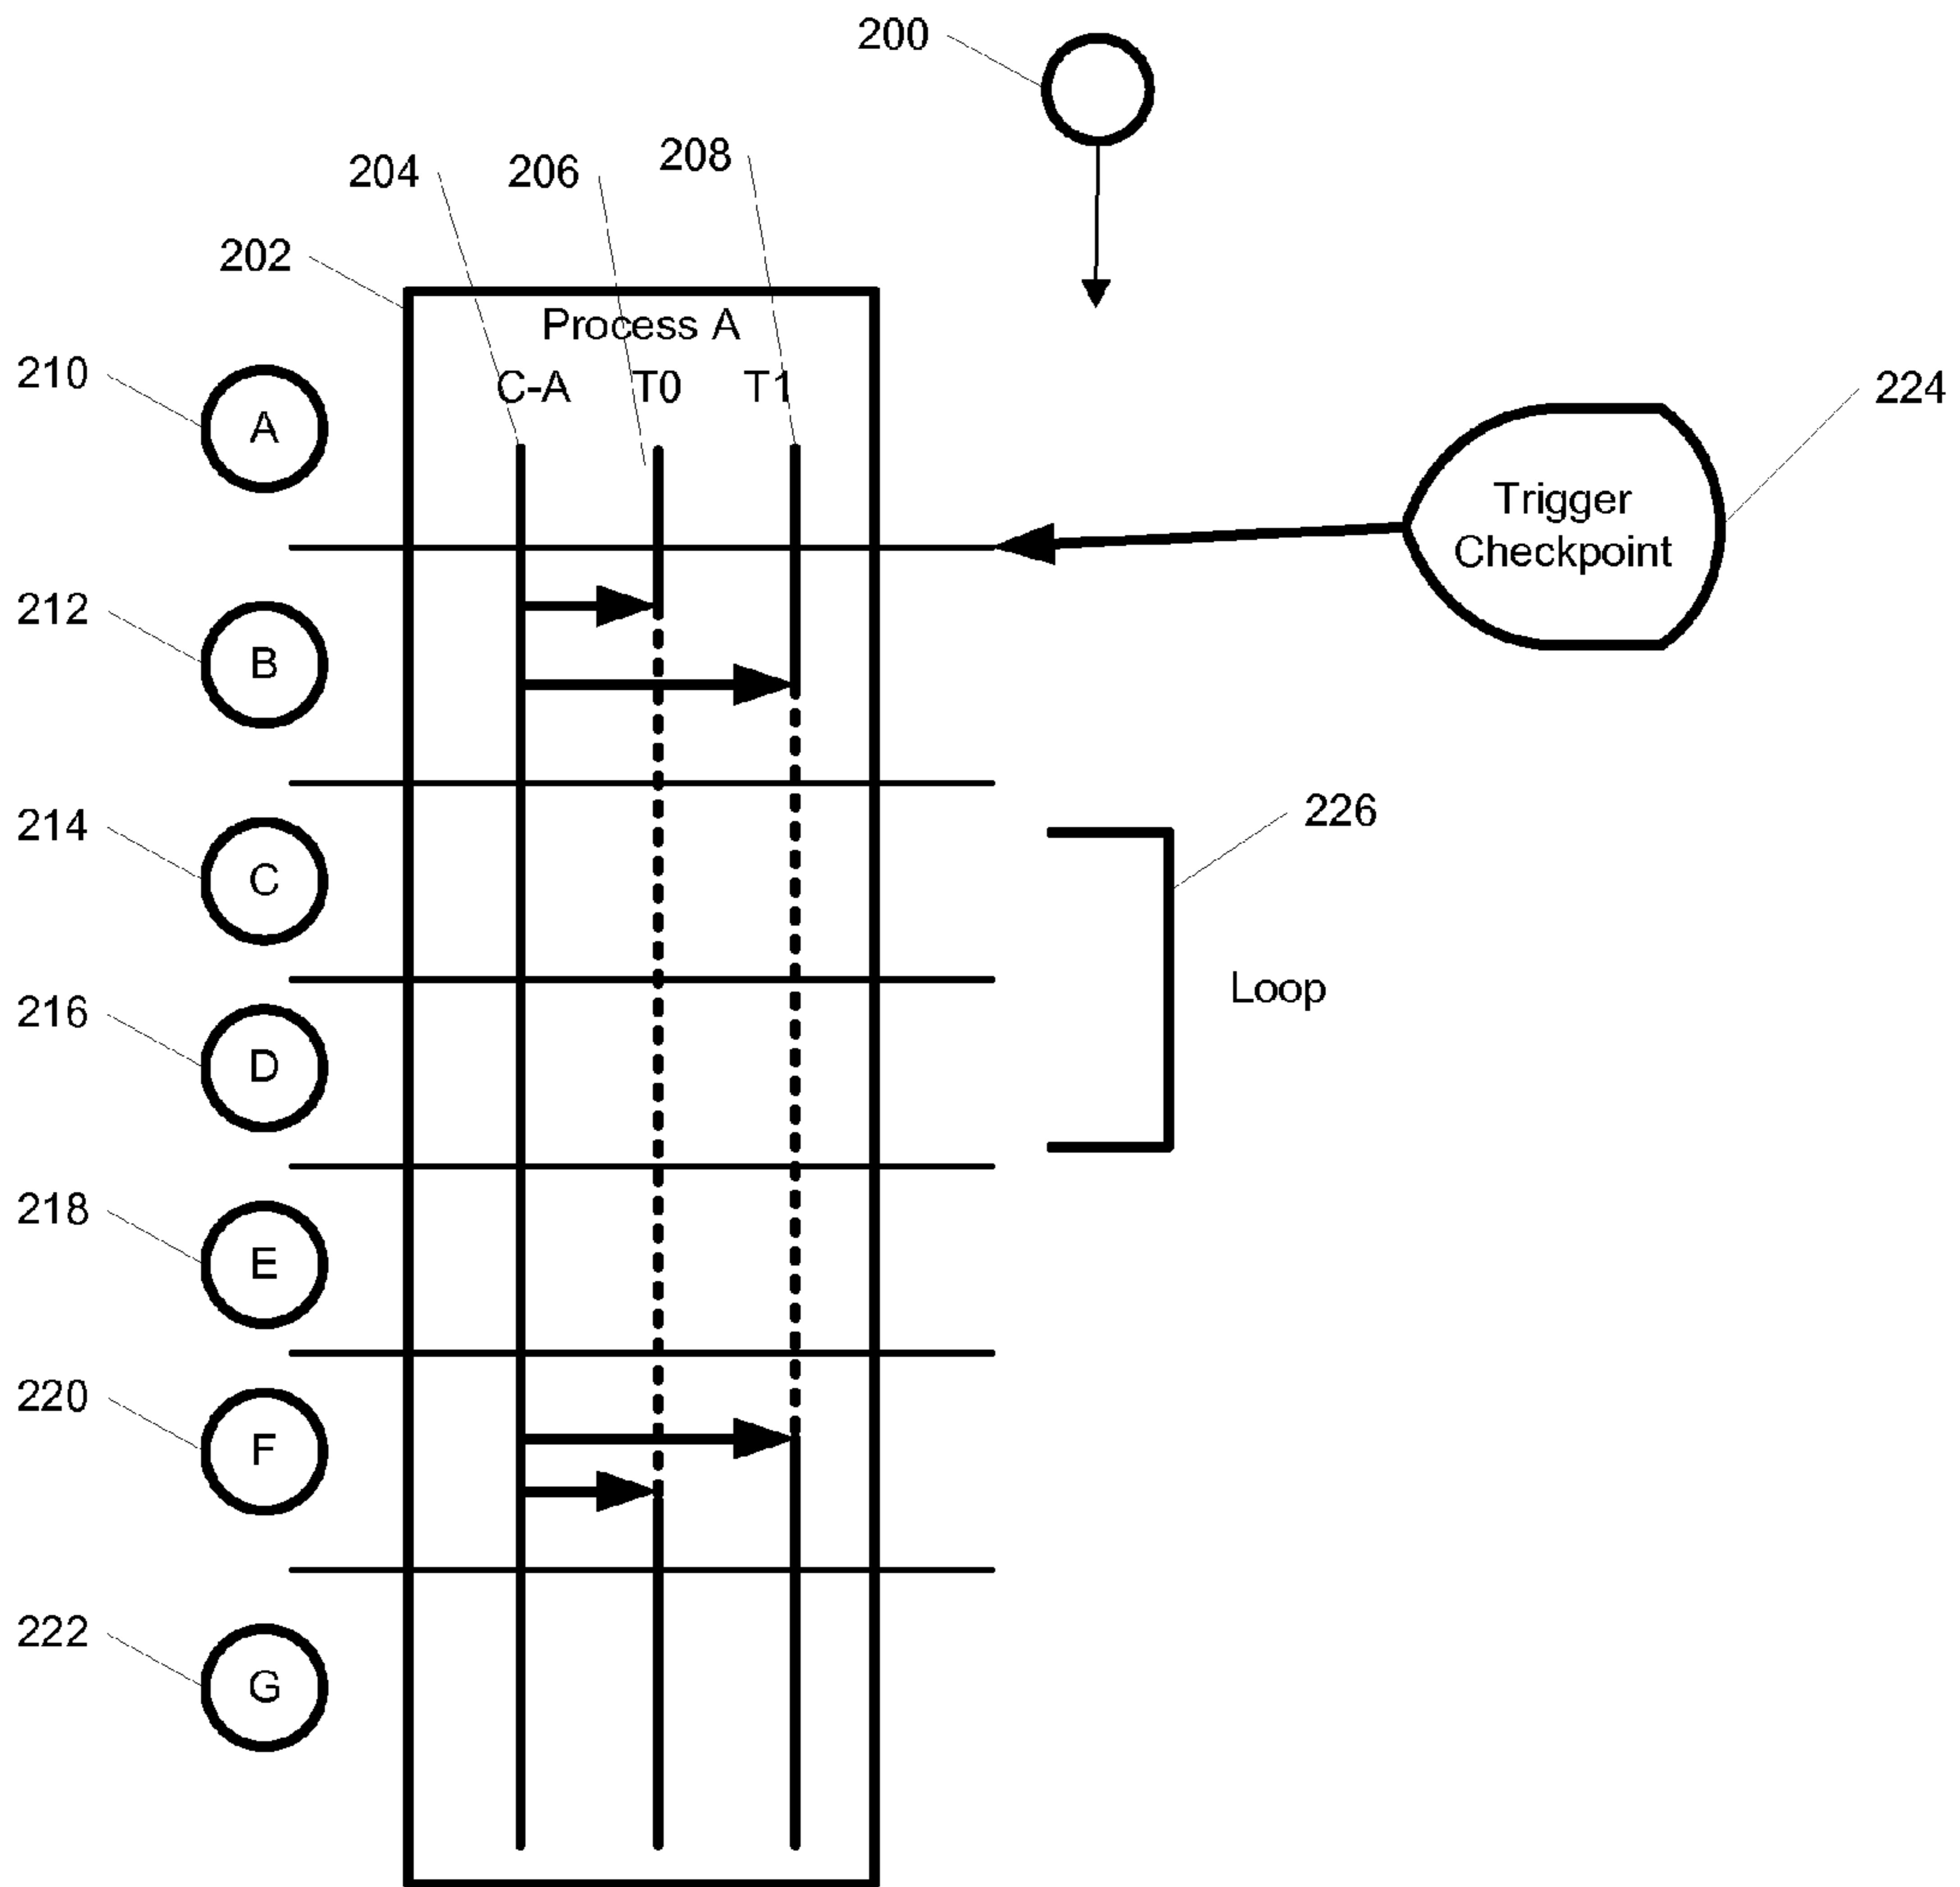 200
204 206 208
202
Process A
C-A T0 T1
210
A
224
Trigger
Checkpoint
212
B
226
214
C
Loop
216
D
218
E
220
F
222
G